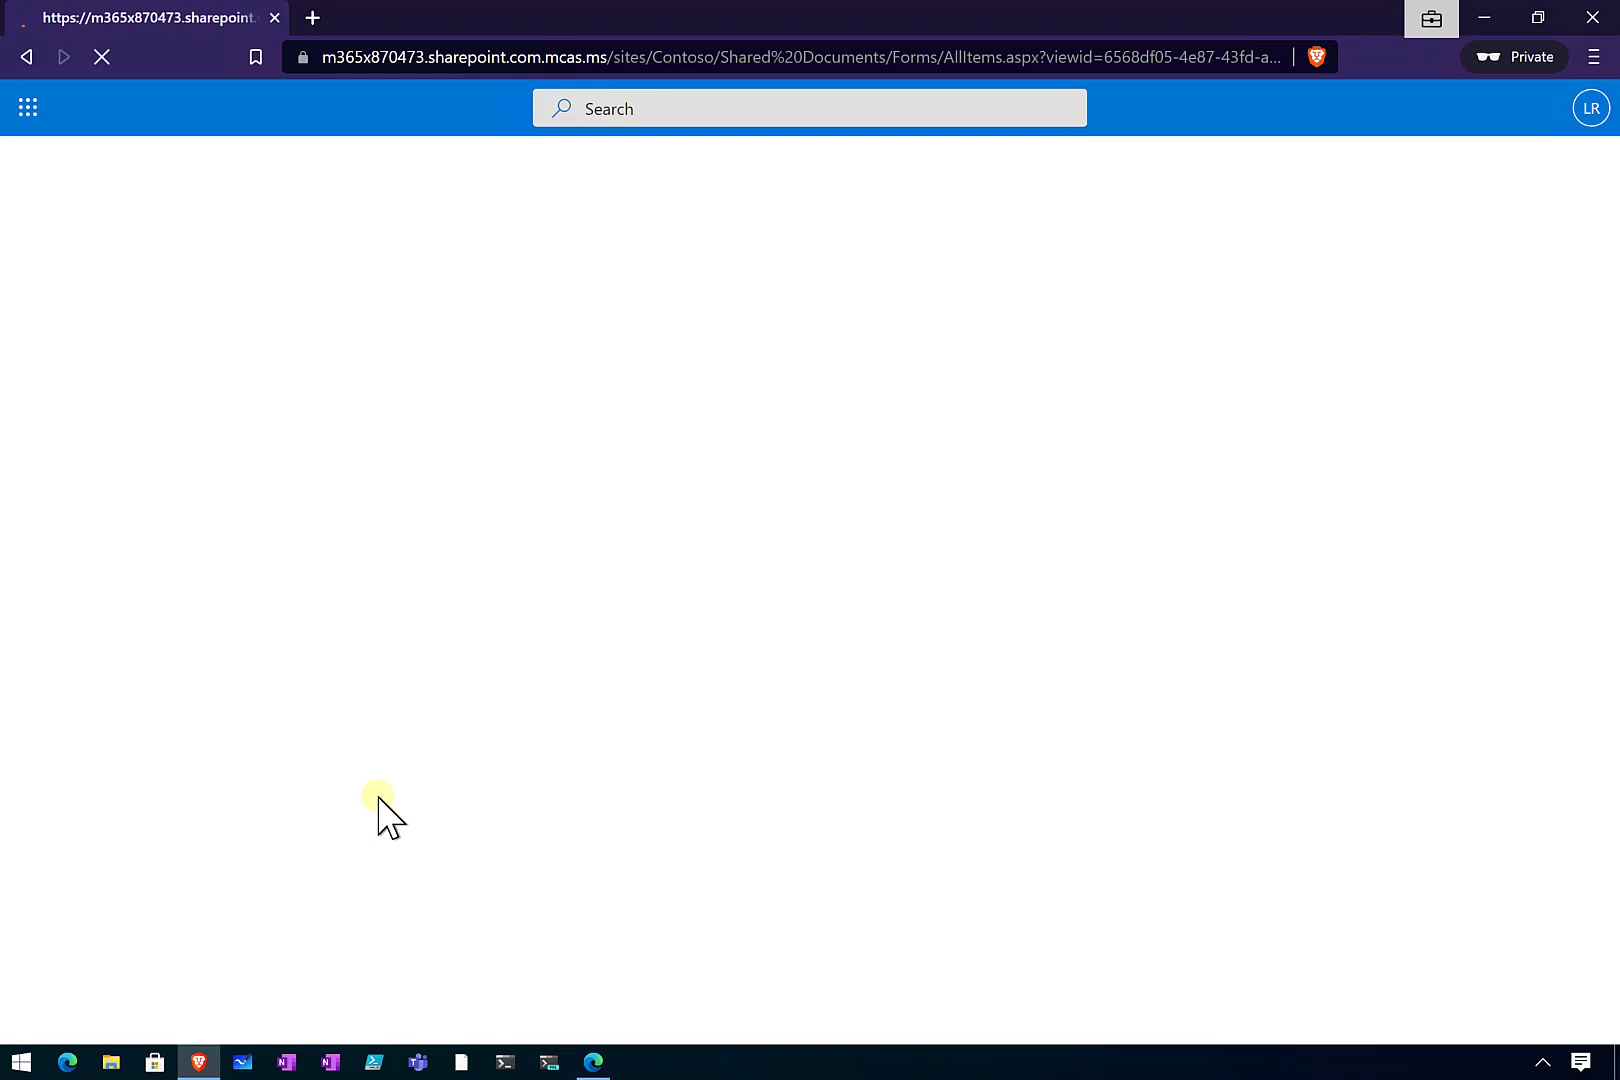 https://m365x870473.sharepoint.
m365x870473.sharepoint.com.mcas.ms/sites/Contoso/Shared%20Documents/Forms/AllItems.aspx?viewid=6568df05-4e87-43fd-a...
Private
Search
LR